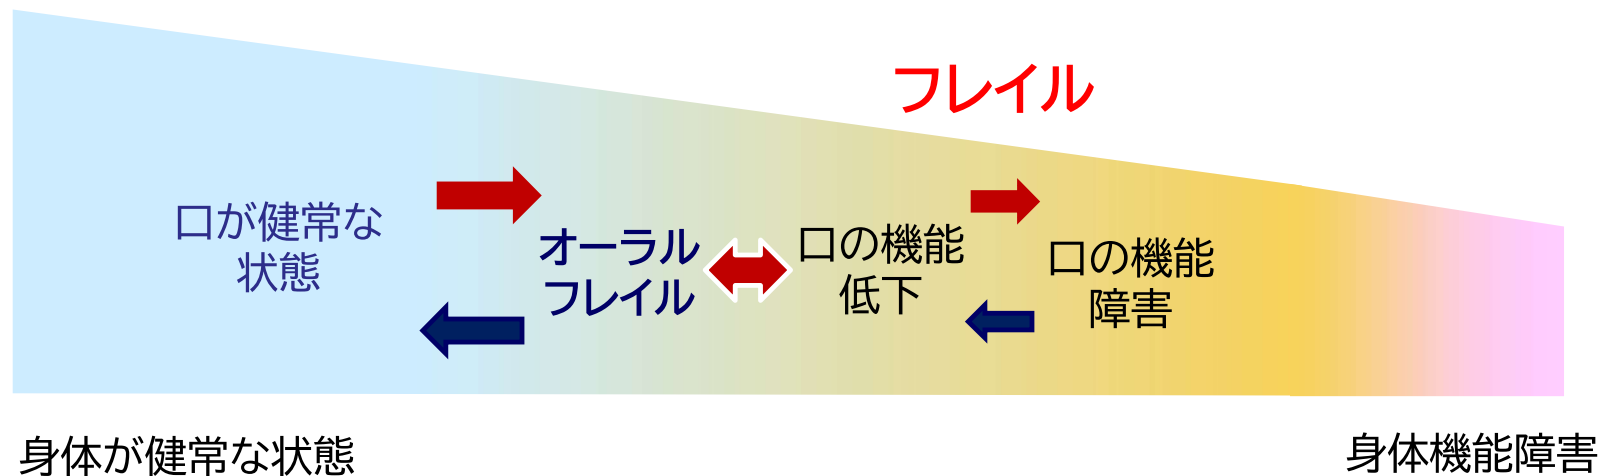 フレイル
口が健常な
状態
オーラル
フレイル
口の機能
低下
口の機能
障害
身体が健常な状態
身体機能障害